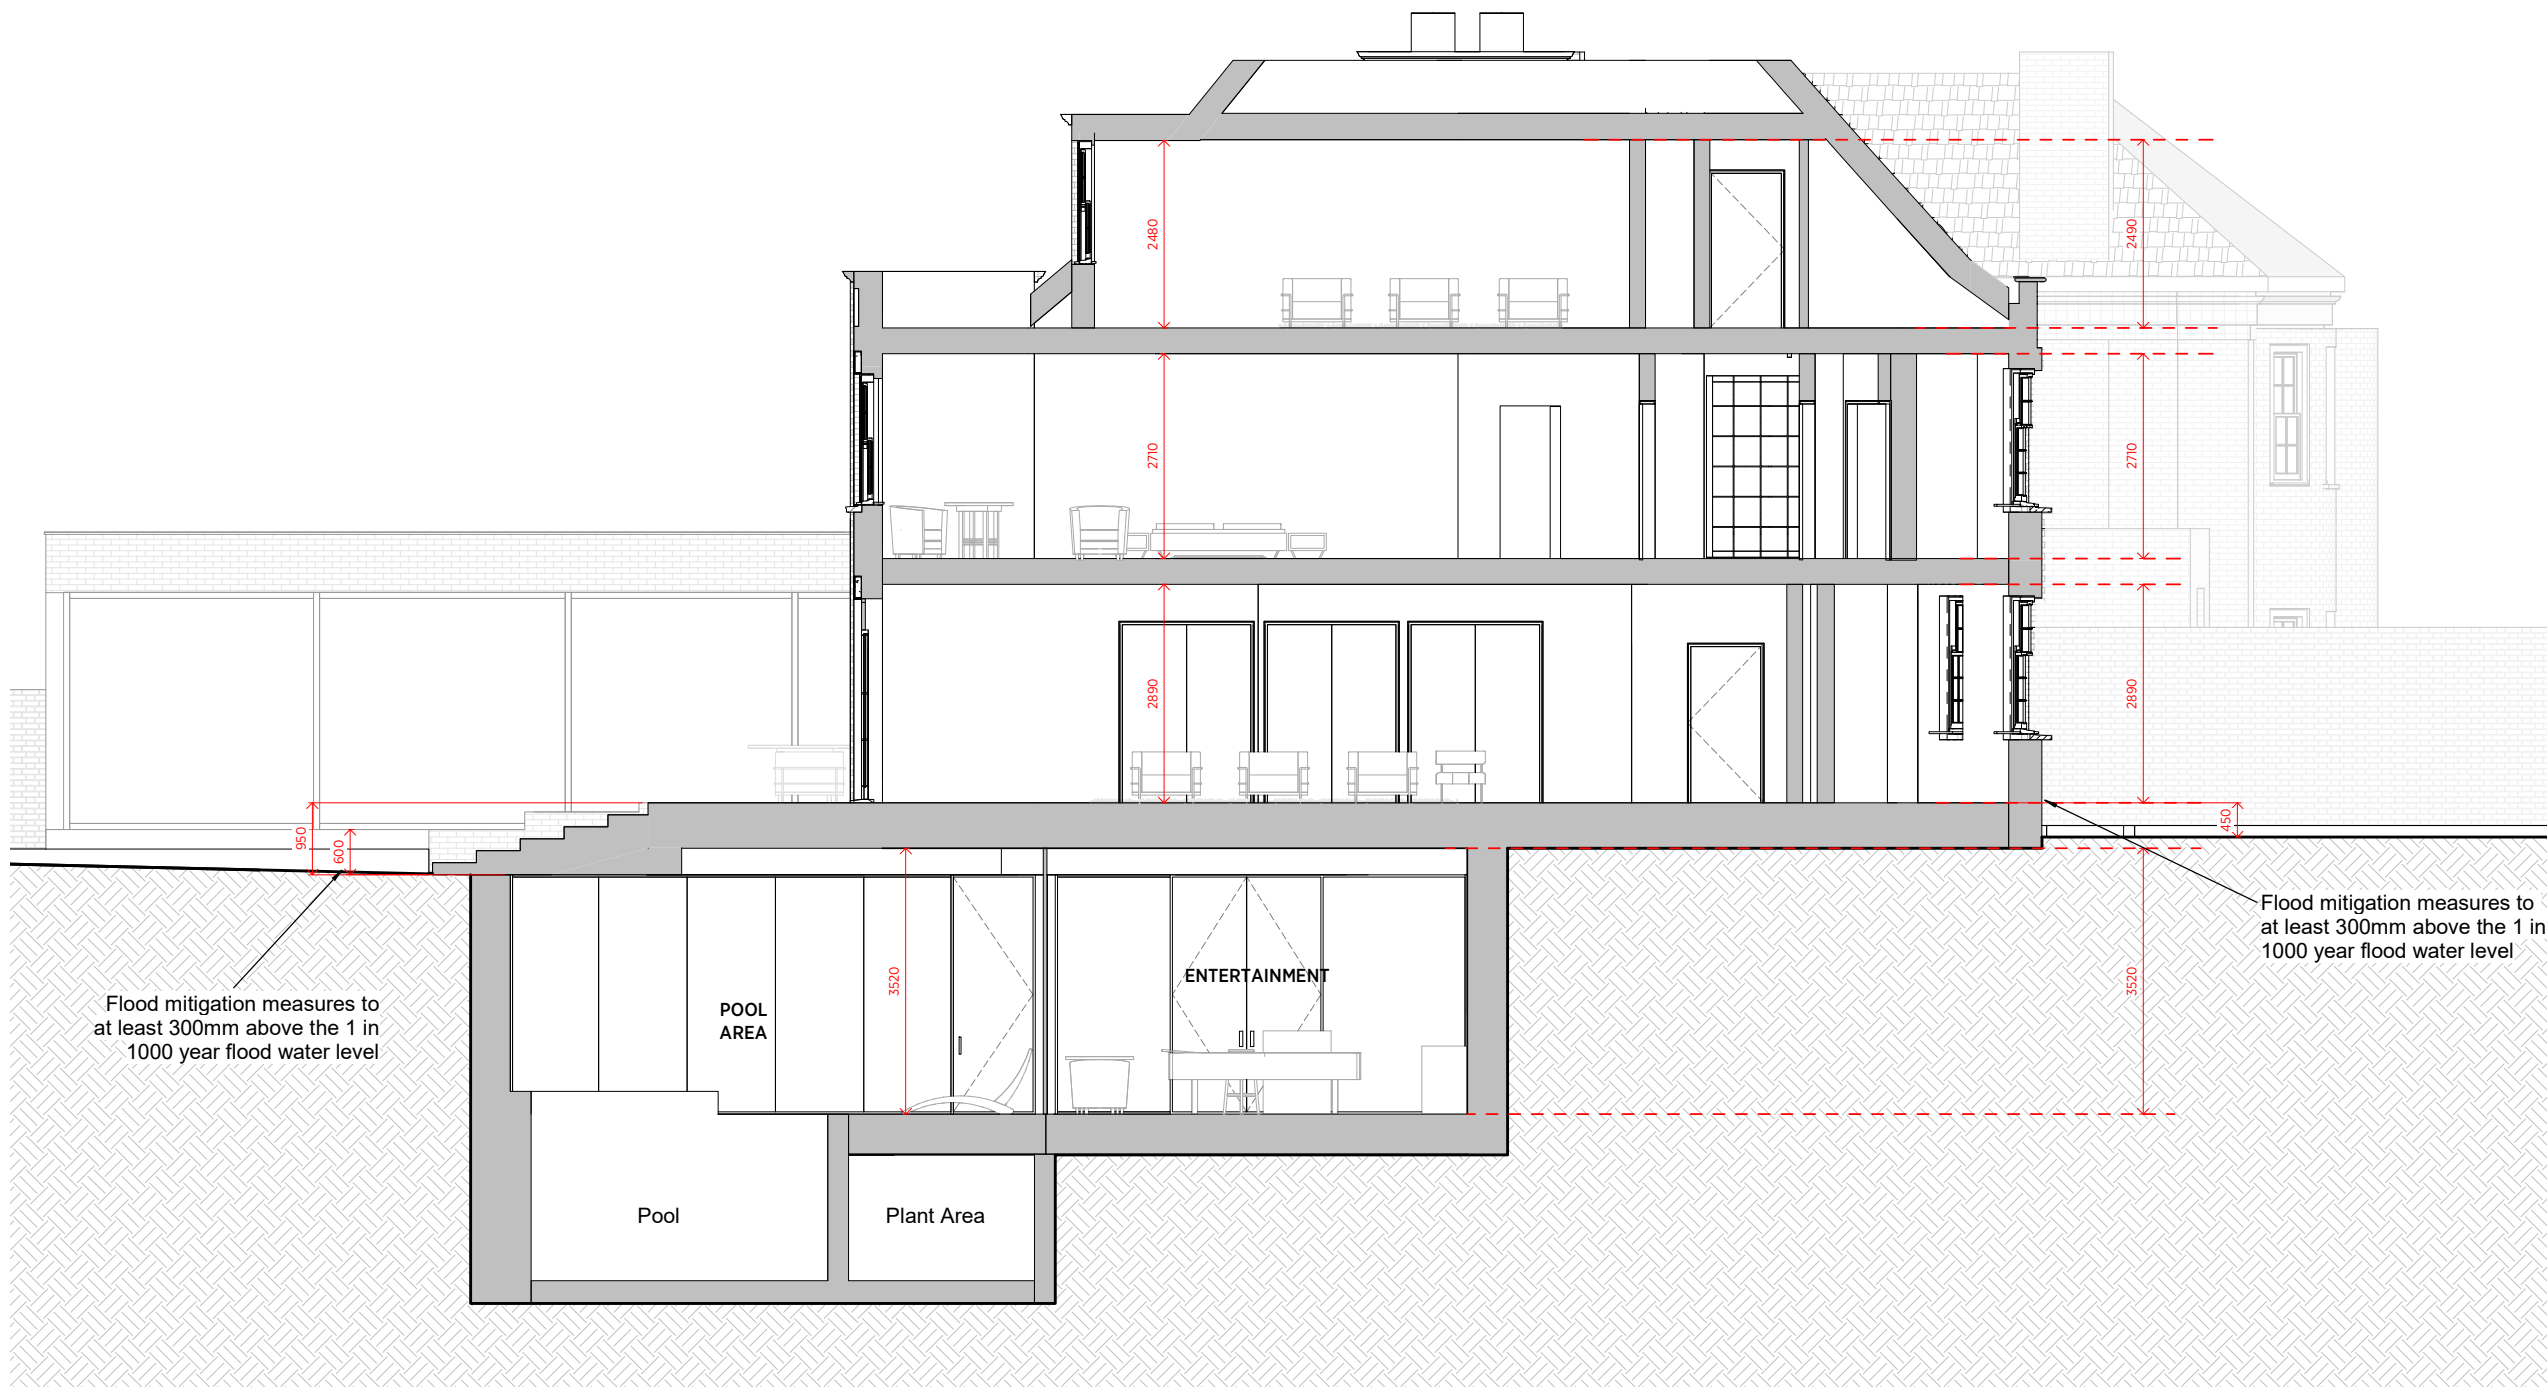 2480
2490
2710
2710
2890
2890
950
600
450
Flood mitigation measures to
at least 300mm above the 1 in
1000 year flood water level
Flood mitigation measures to
at least 300mm above the 1 in
1000 year flood water level
POOL
AREA
3520
ENTERTAINMENT
3520
Pool
Plant Area